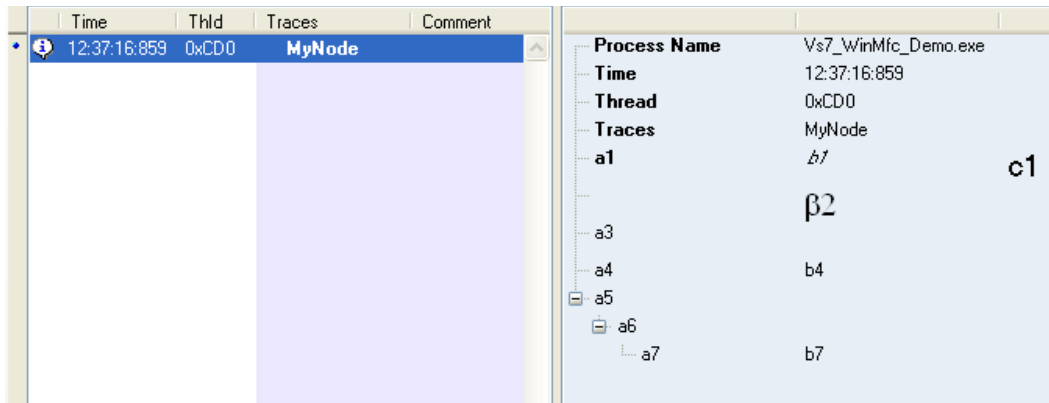 Time ThId Traces Comment
12:37:16:859 0xCD0 MyNode
Process Name Vs7_WinMfc_Demo.exe
Time 12:37:16:859
Thread 0xCD0
Traces MyNode
a1 b1 c1
β2
a3
a4 b4
a5
a6
a7 b7